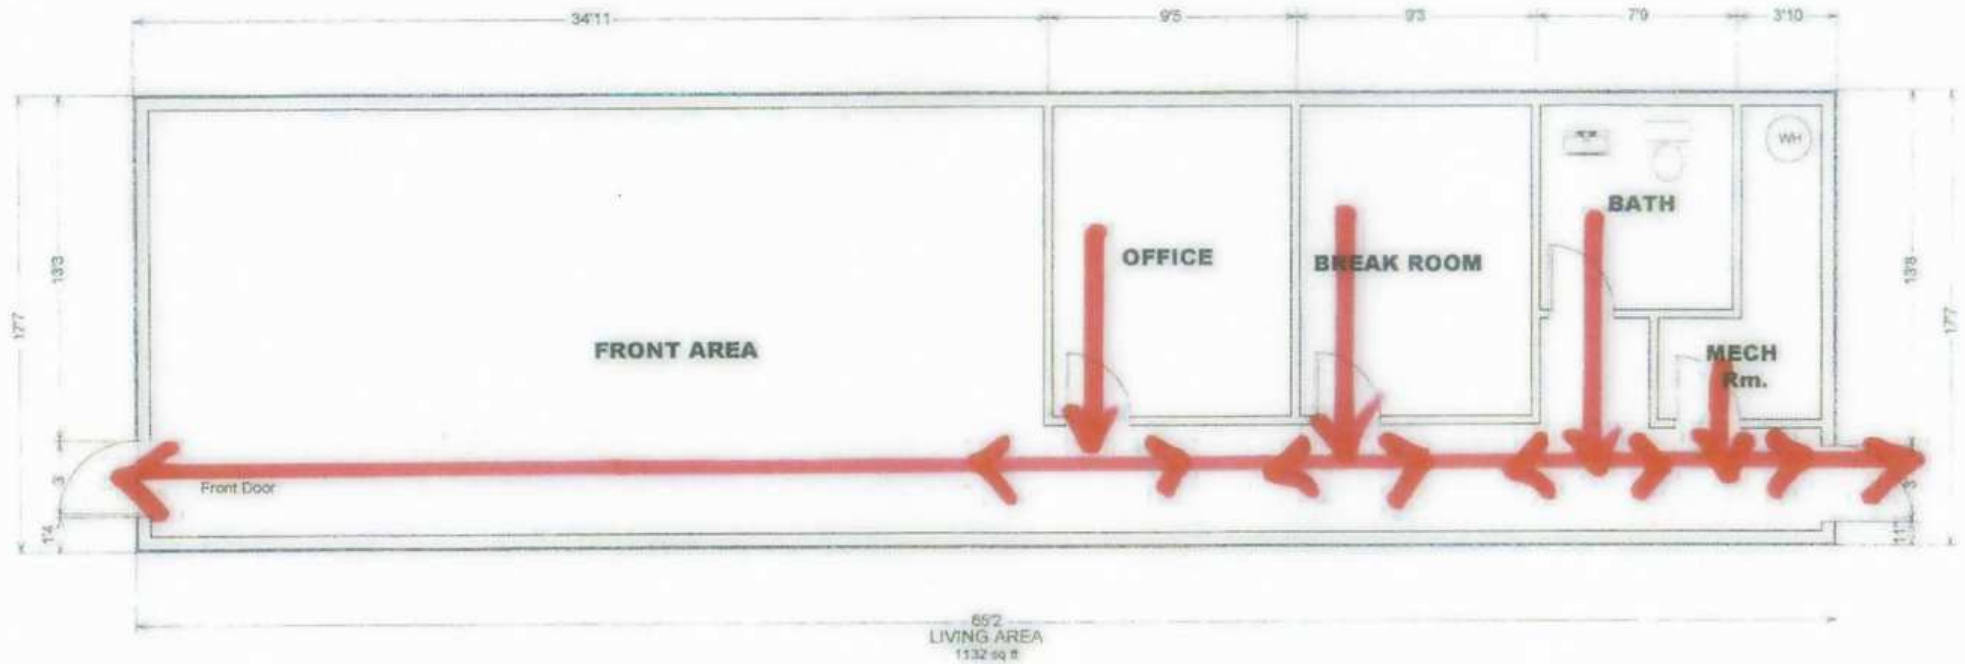 34'11
9'5
9'3
7'9
3'10
WH
BATH
OFFICE
BREAK ROOM
13'3
13'8
17'7
17'7
FRONT AREA
MECH
Rm.
Front Door
3
3
1'4
11"
65'2
LIVING AREA
1132 sq ft